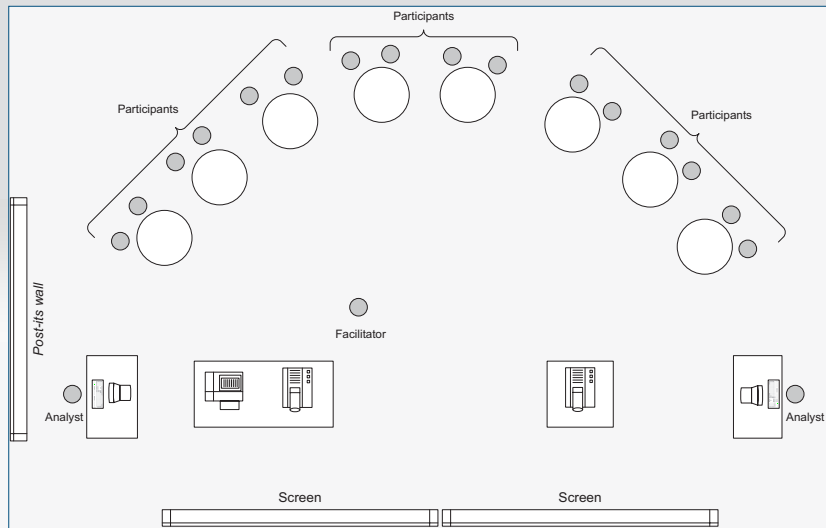 Participants
Participants
Participants
Post-its wall
Facilitator
Analyst
Analyst
Screen
Screen